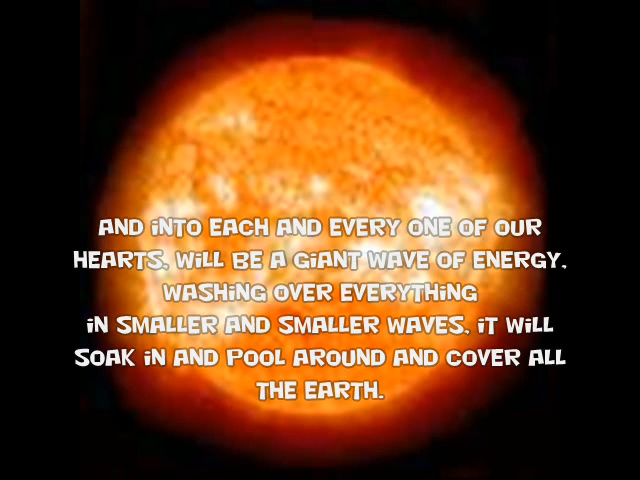 AND iNTO EACH AND EVERY ONE OF OUR
HEARTS, WiLL BE A GiANT WAVE OF ENERGY,
WASHiNG OVER EVERYTHiNG
iN SMALLER AND SMALLER WAVES, iT WiLL
SOAK iN AND POOL AROUND AND COVER ALL
THE EARTH.